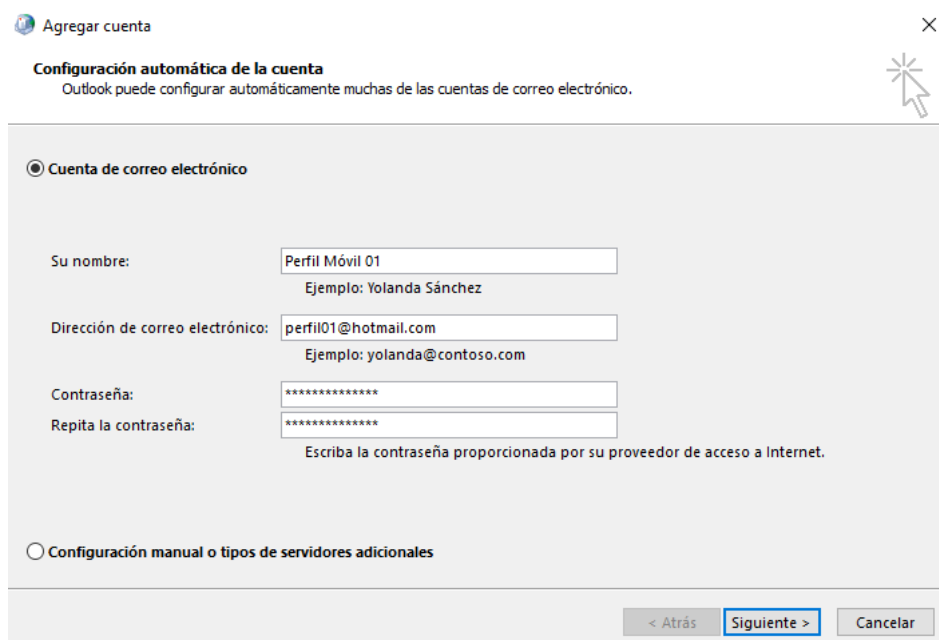 Agregar cuenta
Configuración automática de la cuenta
Outlook puede configurar automáticamente muchas de las cuentas de correo electrónico.
Cuenta de correo electrónico
Su nombre: Perfil Móvil 01
Ejemplo: Yolanda Sánchez
Dirección de correo electrónico: perfil01@hotmail.com
Ejemplo: yolanda@contoso.com
Contraseña: **************
Repita la contraseña: **************
Escriba la contraseña proporcionada por su proveedor de acceso a Internet.
Configuración manual o tipos de servidores adicionales
< Atrás Siguiente > Cancelar